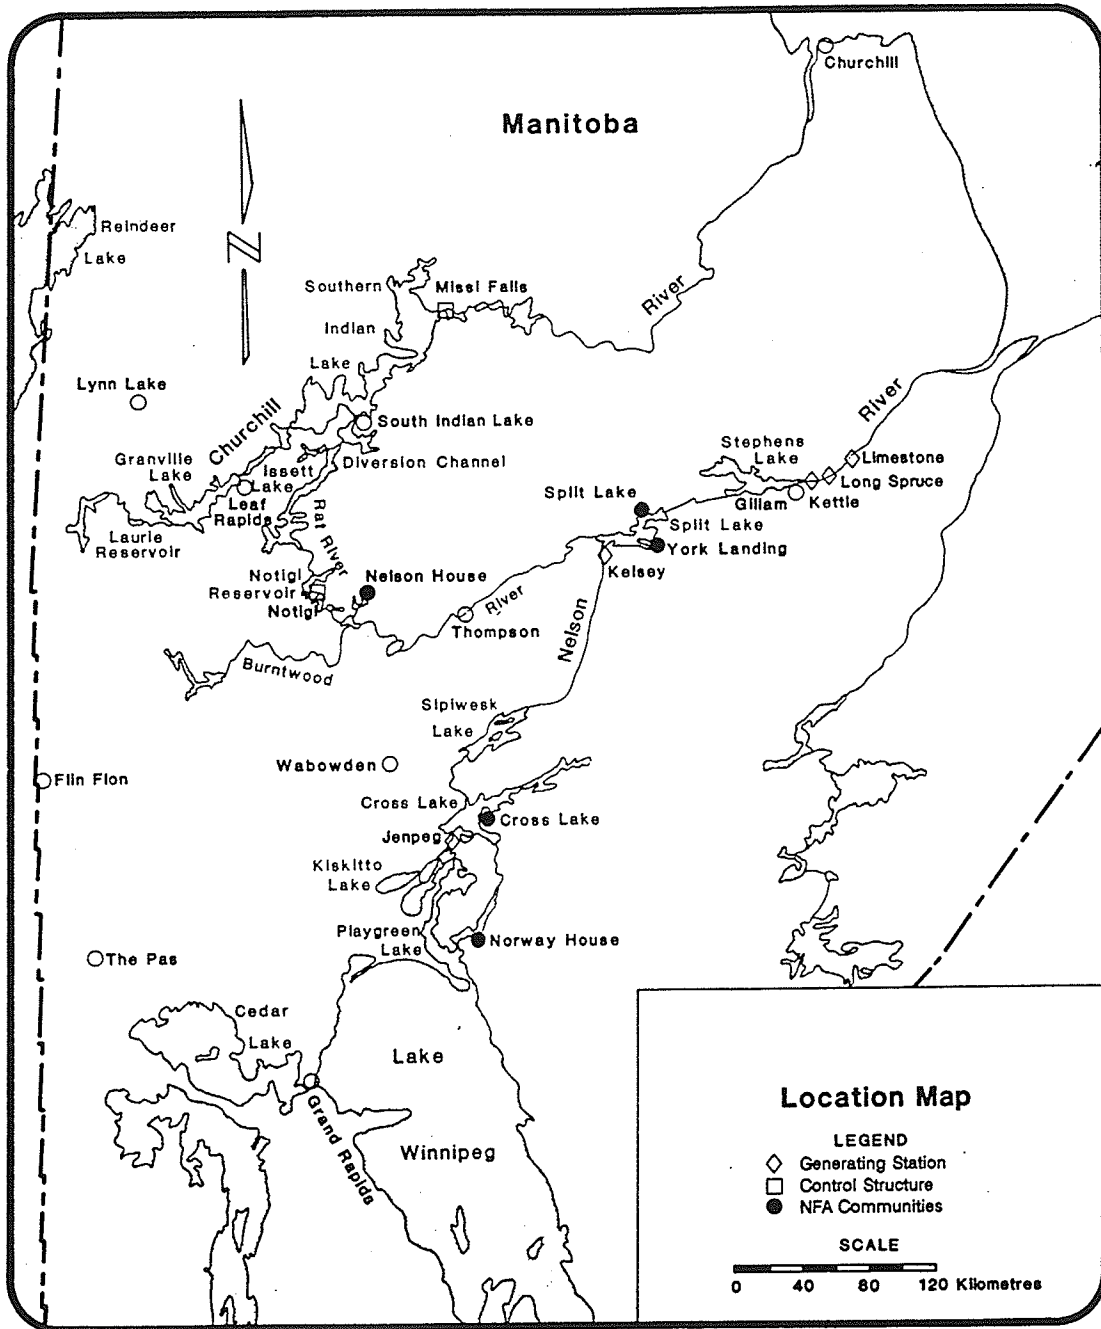 Churchill
Manitoba
Reindeer
Lake
Z
Southern
Missi Falls
River
Indian
Lake
Lynn Lake
River
Churchill
South Indian Lake
Stephens
Lake
Limestone
Granville
Lake
Issett
Lake
Diversion Channel
Long Spruce
Gillam
Kettle
Split Lake
Leaf
Rapids
Rat River
Split Lake
Laurie
Reservoir
York Landing
Kelsey
Notigi
Reservoir
Nelson House
Notigi
River
Thompson
Nelson
Burntwood
Sipiwesk
Lake
Wabowden
Flin Flon
Cross Lake
Cross Lake
Jenpeg
Kiskitto
Lake
Playgreen
Lake
Norway House
The Pas
Cedar
Lake
Lake
Winnipeg
Grand Rapids
Location Map
LEGEND
Generating Station
Control Structure
NFA Communities
SCALE
0 40 80 120 Kilometres